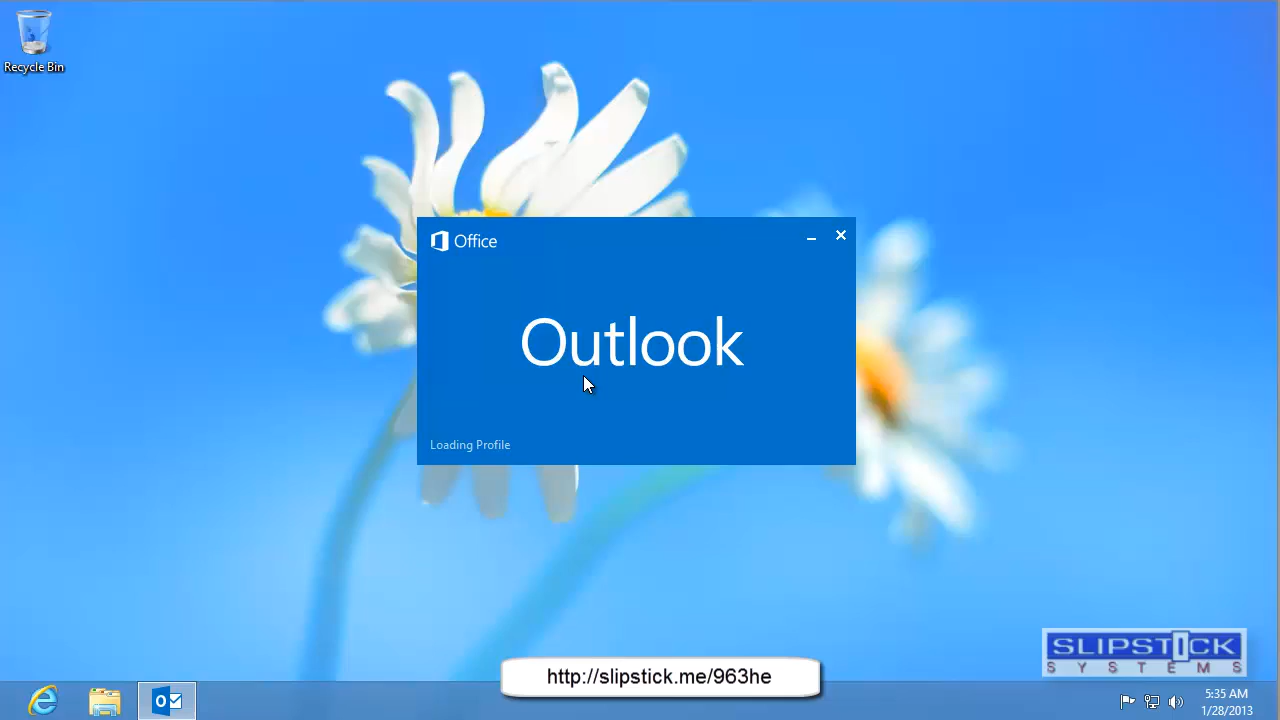 Recycle Bin
Office
Outlook
Loading Profile
SLIPSTICK
SYSTEMS
http://slipstick.me/963he
5:35 AM
1/28/2013